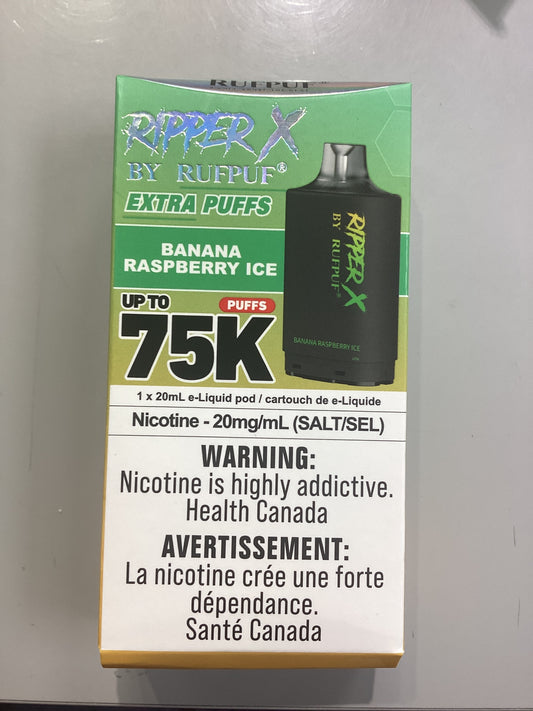 RUFPUF®
RIPPER X
BY RUFPUF®
EXTRA PUFFS
BANANA
RASPBERRY ICE
UP TO
75K
PUFFS
RIPPER X
BY RUFPUF®
BANANA RASPBERRY ICE
1 x 20mL e-Liquid pod / cartouche de e-Liquide
Nicotine - 20mg/mL (SALT/SEL)
WARNING:
Nicotine is highly addictive.
Health Canada
AVERTISSEMENT:
La nicotine crée une forte
dépendance.
Santé Canada